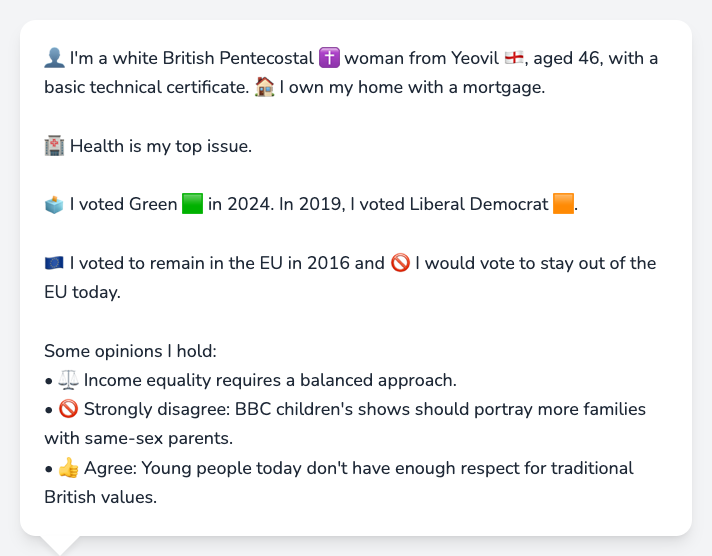 👤 I'm a white British Pentecostal ✝️ woman from Yeovil 🏴󠁧󠁢󠁥󠁮󠁧󠁿, aged 46, with a
basic technical certificate. 🏠 I own my home with a mortgage.
🏥 Health is my top issue.
🗳️ I voted Green 🟩 in 2024. In 2019, I voted Liberal Democrat 🟧.
🇪🇺 I voted to remain in the EU in 2016 and 🚫 I would vote to stay out of the
EU today.
Some opinions I hold:
• ⚖️ Income equality requires a balanced approach.
• 🚫 Strongly disagree: BBC children's shows should portray more families
with same-sex parents.
• 👍 Agree: Young people today don't have enough respect for traditional
British values.